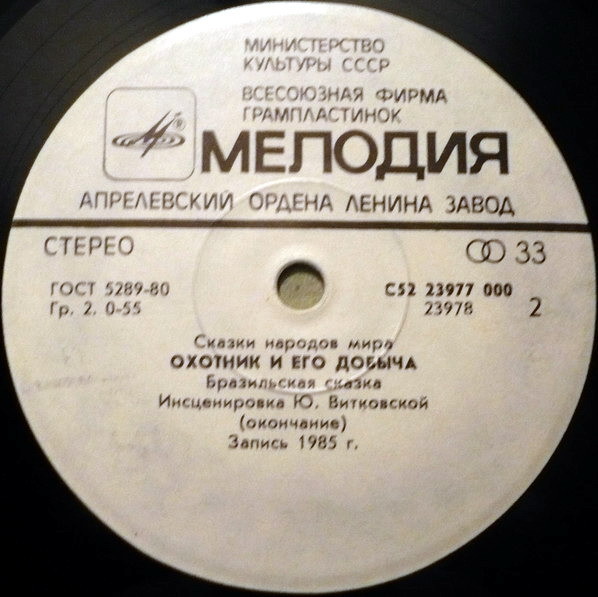 МИНИСТЕРСТВО
КУЛЬТУРЫ СССР
ВСЕСОЮЗНАЯ ФИРМА
ГРАМПЛАСТИНОК
МЕЛОДИЯ
АПРЕЛЕВСКИЙ ОРДЕНА ЛЕНИНА ЗАВОД
СТЕРЕО 33
ГОСТ 5289-80 С52 23977 000
Гр. 2. 0-55 23978 2
Сказки народов мира
ОХОТНИК И ЕГО ДОБЫЧА
Бразильская сказка
Инсценировка Ю. Витковской
(окончание)
Запись 1985 г.